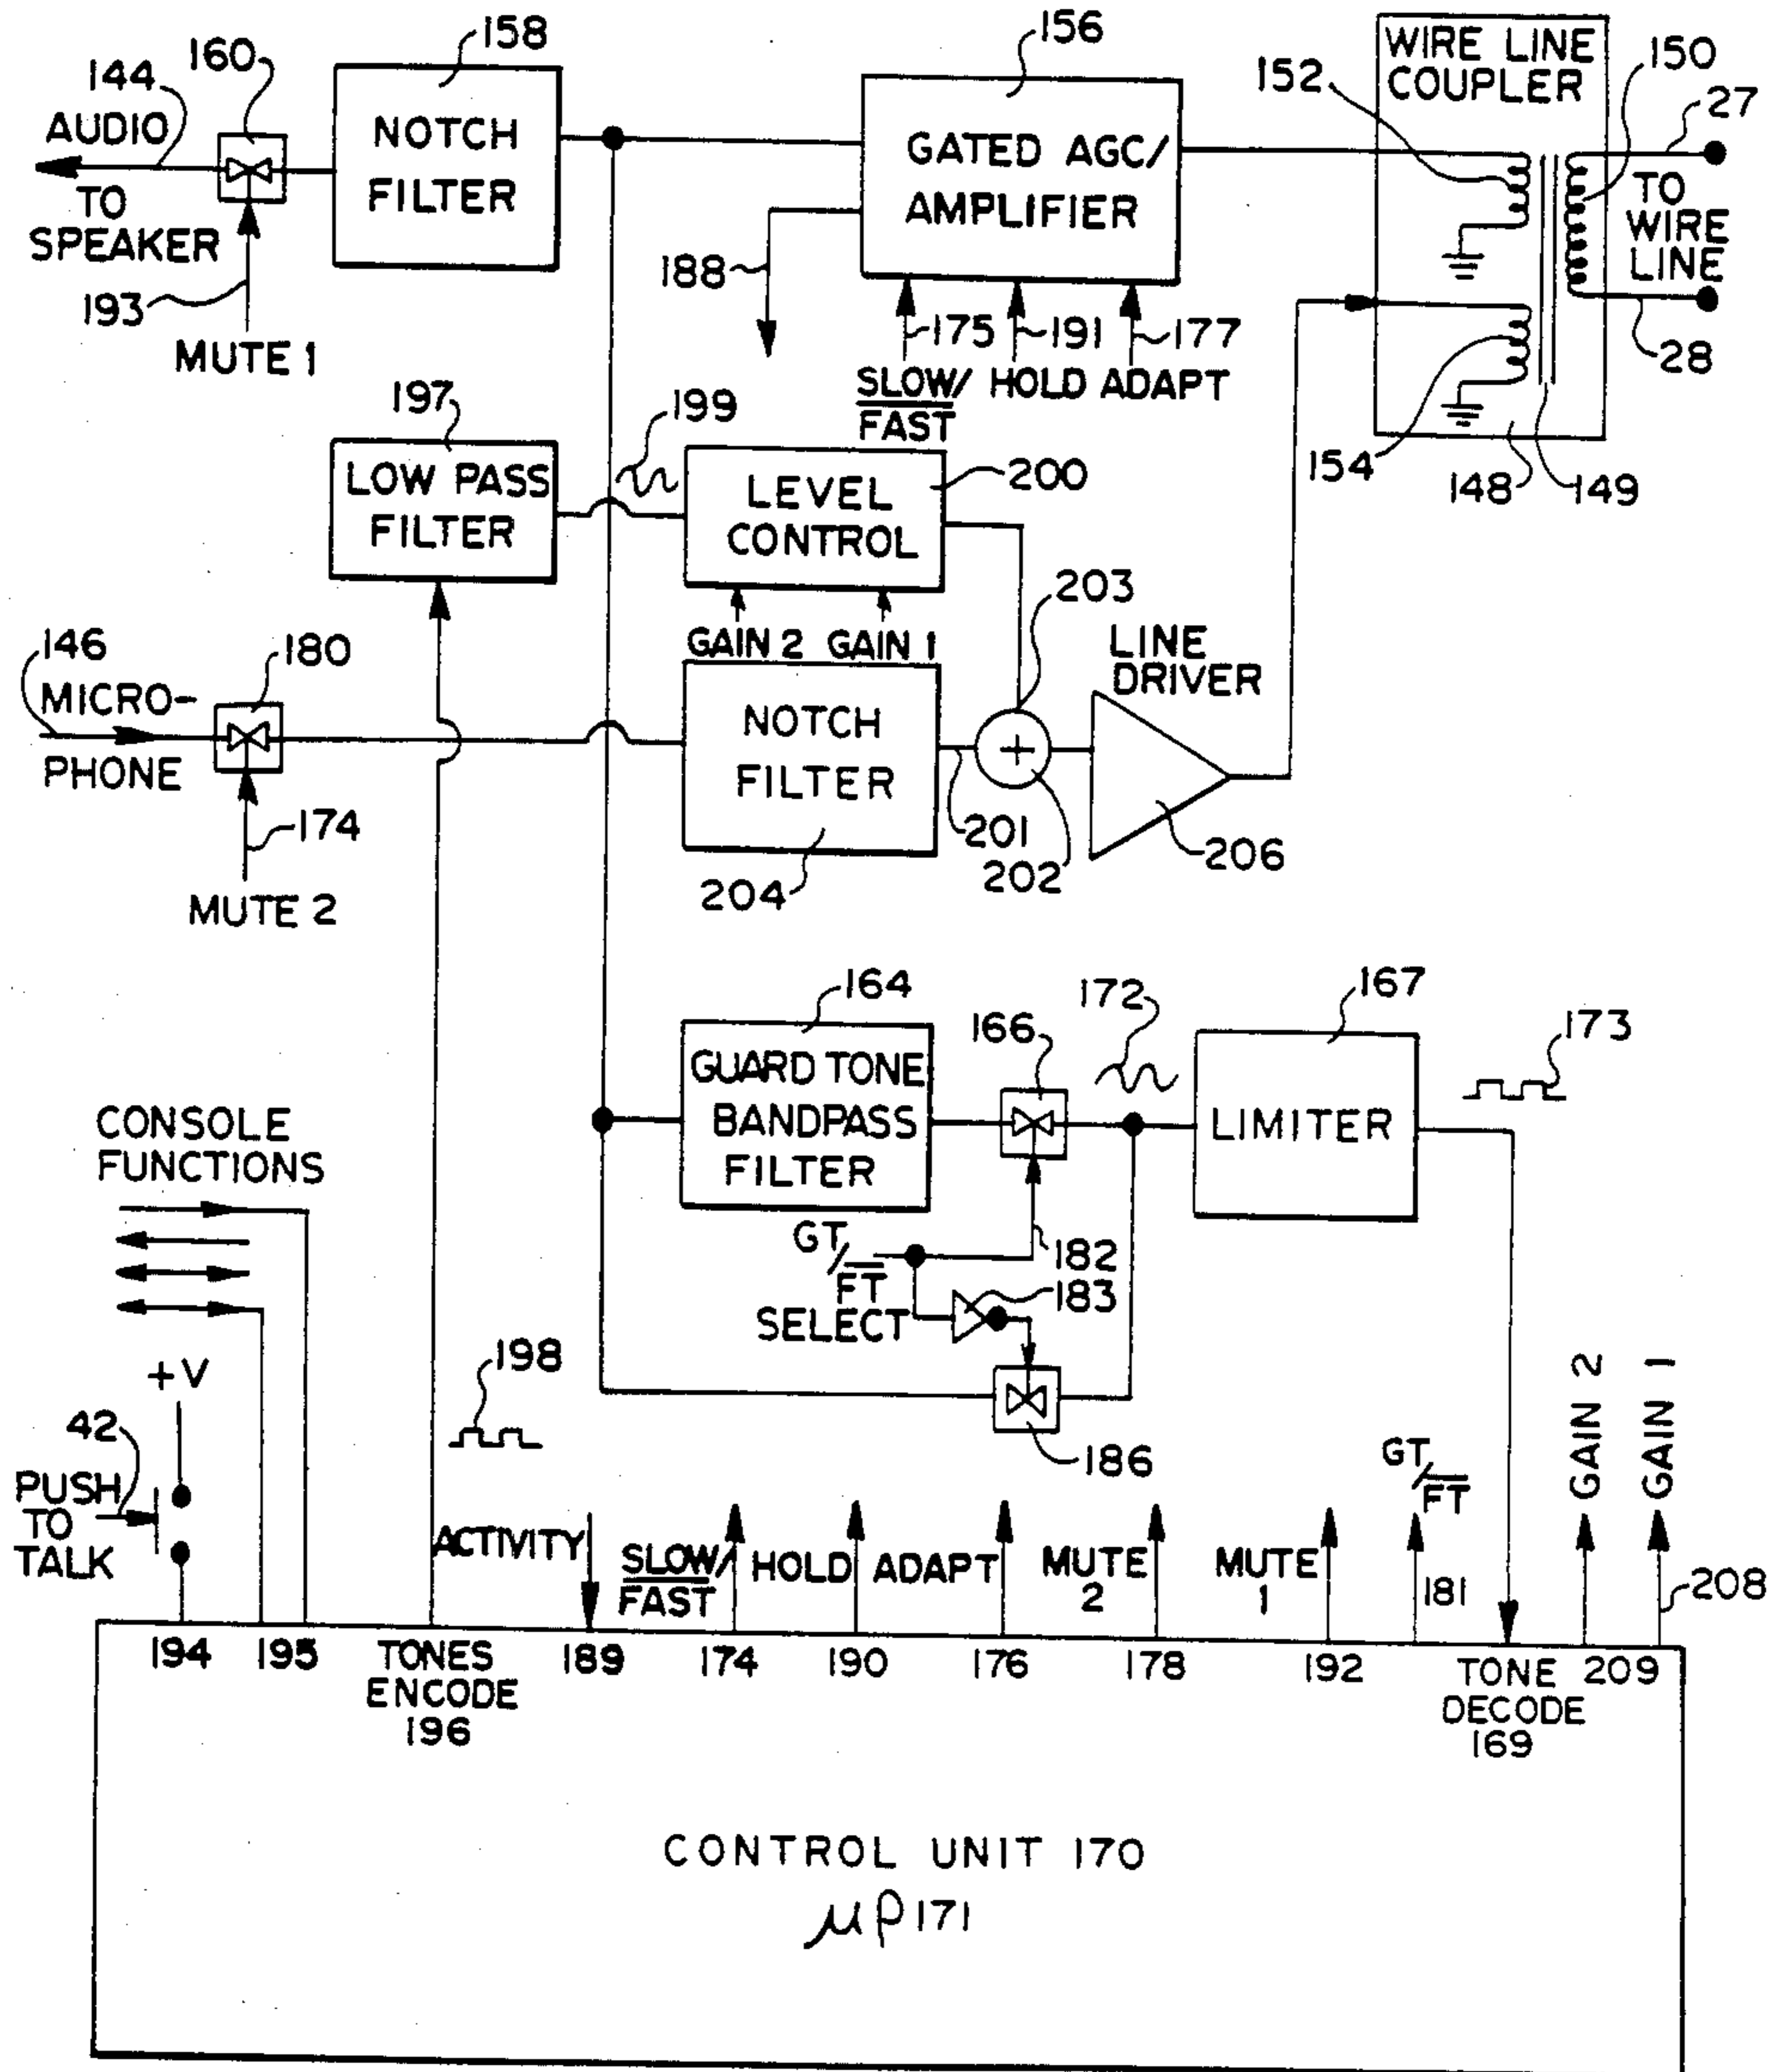 158
156
WIRE LINE
COUPLER
150
160
152
27
144
AUDIO
NOTCH
FILTER
GATED AGC/
AMPLIFIER
TO
SPEAKER
TO
WIRE
LINE
188
193
175
191
177
28
MUTE 1
SLOW/
FAST
HOLD
ADAPT
197
199
154
148
149
LOW PASS
FILTER
LEVEL
CONTROL
200
203
GAIN 2
GAIN 1
LINE
DRIVER
146
180
MICRO-
PHONE
NOTCH
FILTER
+
174
201
202
206
204
MUTE 2
164
172
167
166
173
GUARD TONE
BANDPASS
FILTER
LIMITER
CONSOLE
FUNCTIONS
GT/
FT
SELECT
182
183
198
+V
186
42
PUSH
TO
TALK
GT/
FT
GAIN 2
GAIN 1
ACTIVITY
SLOW/
FAST
HOLD
ADAPT
MUTE
2
MUTE
1
181
208
194
195
TONES
ENCODE
196
189
174
190
176
178
192
TONE
DECODE
169
209
CONTROL UNIT 170
μP 171